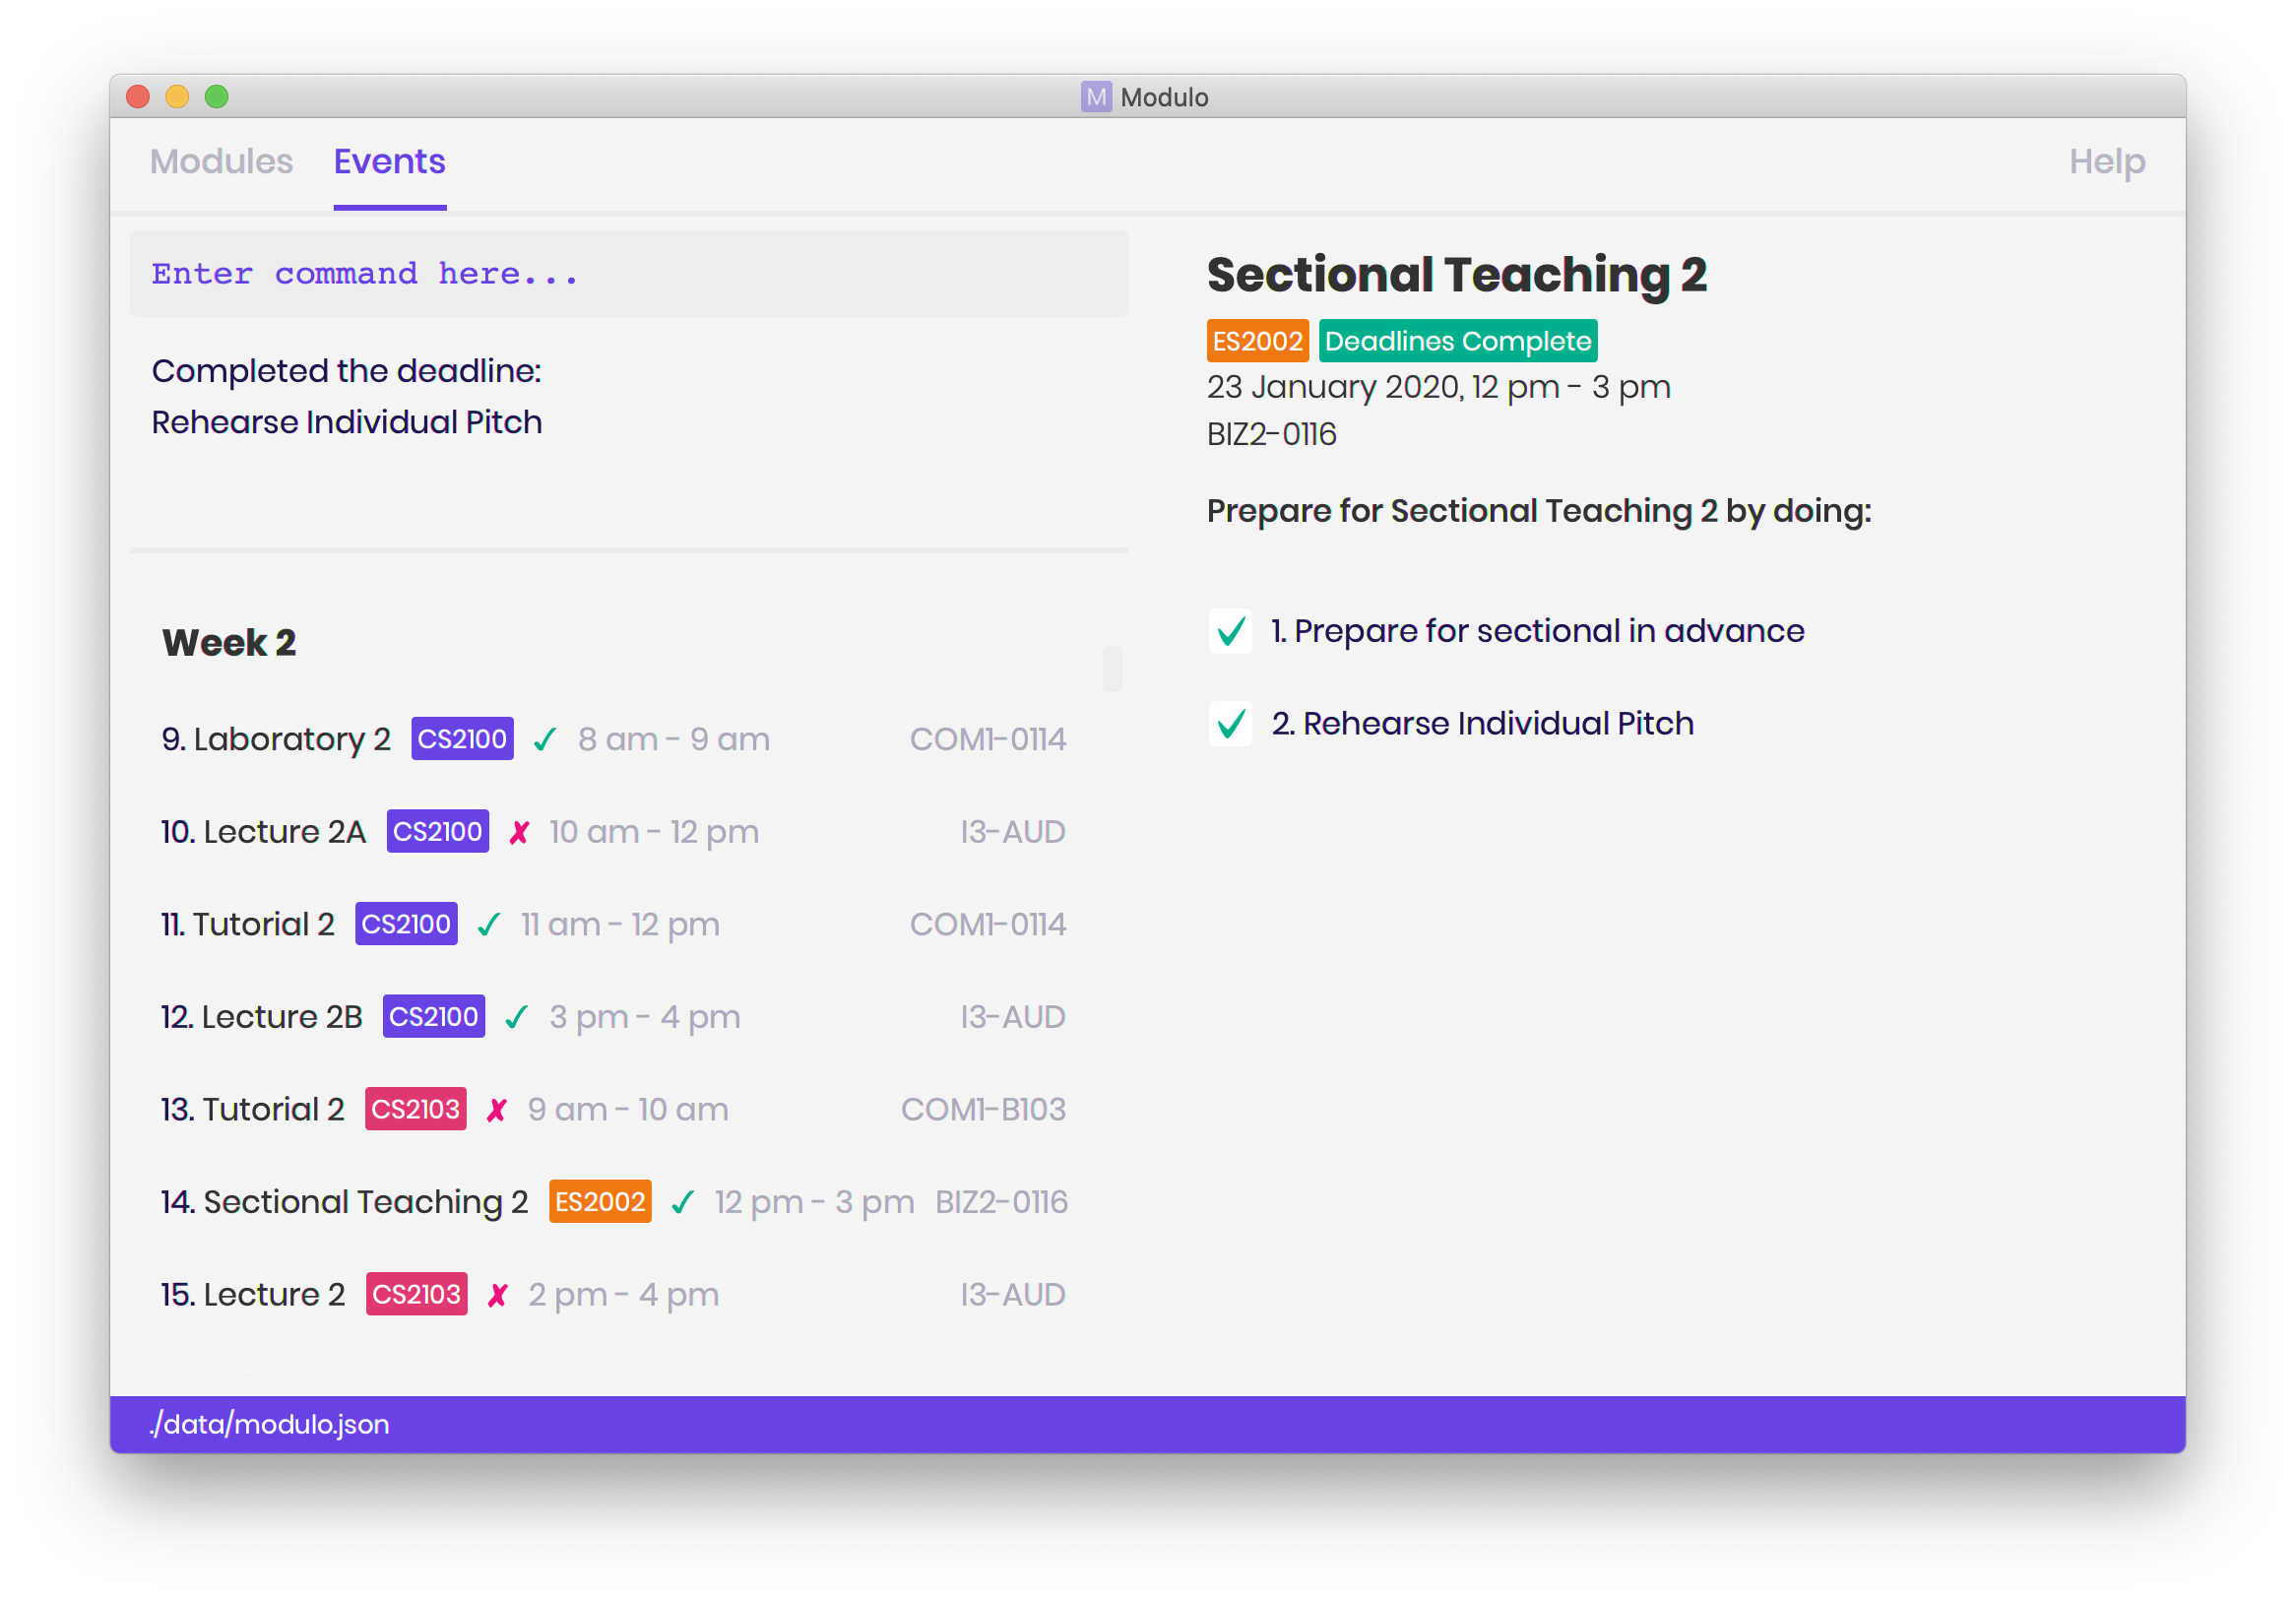 M Modulo
Modules Events Help
Enter command here...
Completed the deadline:
Rehearse Individual Pitch
Week 2
9. Laboratory 2 CS2100 ✓ 8 am - 9 am COM1-0114
10. Lecture 2A CS2100 ✗ 10 am - 12 pm I3-AUD
11. Tutorial 2 CS2100 ✓ 11 am - 12 pm COM1-0114
12. Lecture 2B CS2100 ✓ 3 pm - 4 pm I3-AUD
13. Tutorial 2 CS2103 ✗ 9 am - 10 am COM1-B103
14. Sectional Teaching 2 ES2002 ✓ 12 pm - 3 pm BIZ2-0116
15. Lecture 2 CS2103 ✗ 2 pm - 4 pm I3-AUD
Sectional Teaching 2
ES2002 Deadlines Complete
23 January 2020, 12 pm - 3 pm
BIZ2-0116
Prepare for Sectional Teaching 2 by doing:
✓ 1. Prepare for sectional in advance
✓ 2. Rehearse Individual Pitch
./data/modulo.json